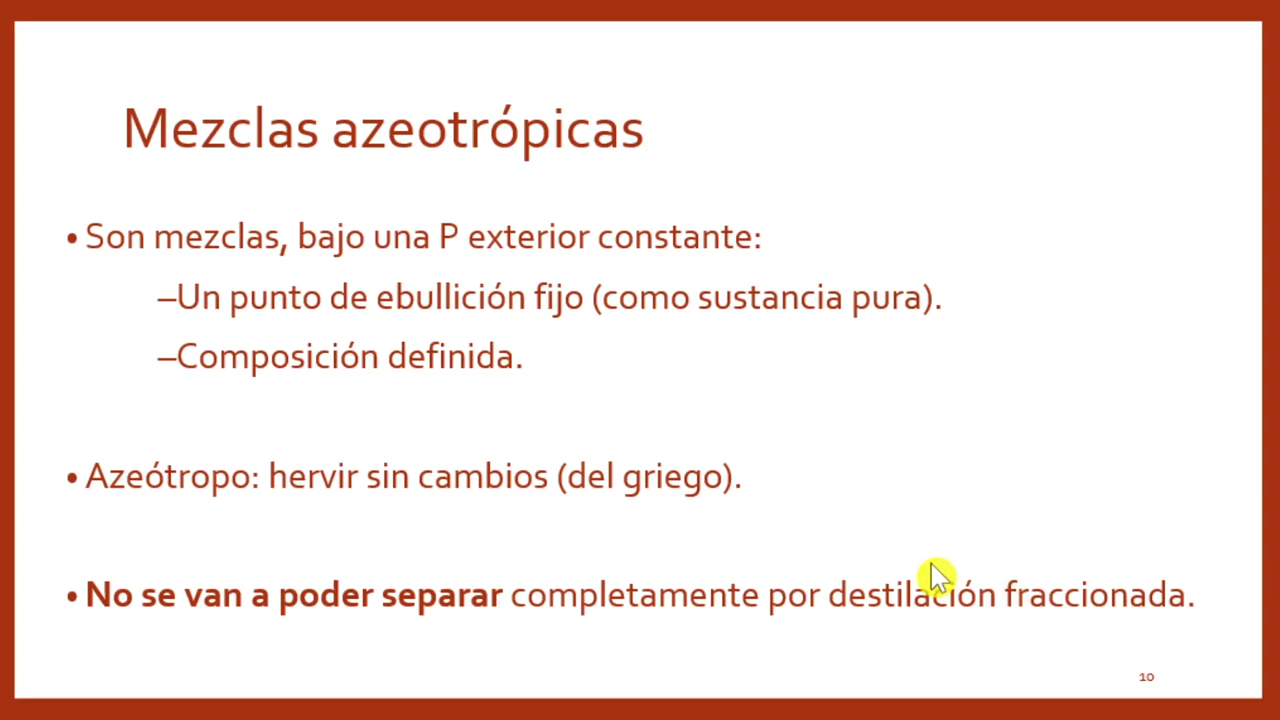 Mezclas azeotrópicas
• Son mezclas, bajo una P exterior constante:
–Un punto de ebullición fijo (como sustancia pura).
–Composición definida.
• Azeótropo: hervir sin cambios (del griego).
• No se van a poder separar completamente por destilación fraccionada.
10